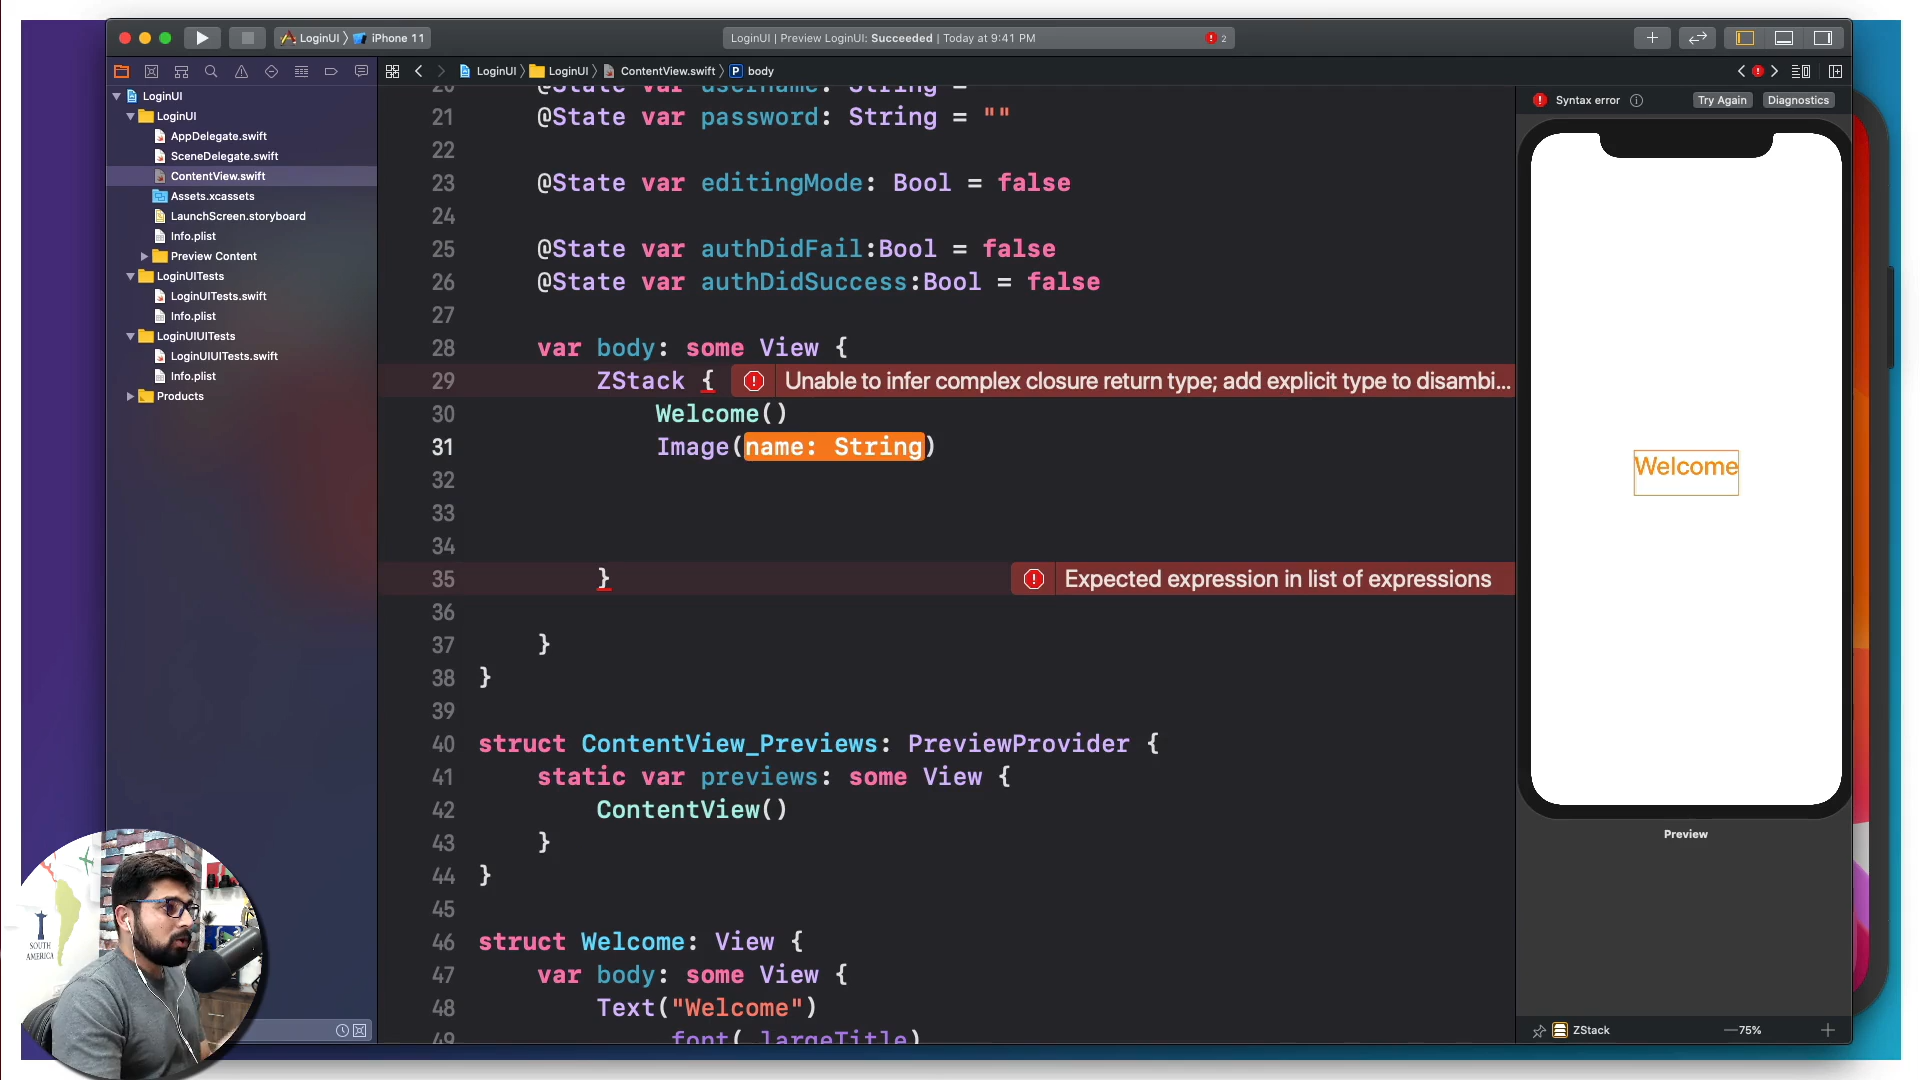 LoginUI iPhone 11
LoginUI | Preview LoginUI: Succeeded | Today at 9:41 PM
2
LoginUI LoginUI ContentView.swift P body
LoginUI
LoginUI
AppDelegate.swift
SceneDelegate.swift
ContentView.swift
Assets.xcassets
LaunchScreen.storyboard
Info.plist
Preview Content
LoginUITests
LoginUITests.swift
Info.plist
LoginUIUITests
LoginUIUITests.swift
Info.plist
Products
20 @State var username: String =
21 @State var password: String = ""
22
23 @State var editingMode: Bool = false
24
25 @State var authDidFail:Bool = false
26 @State var authDidSuccess:Bool = false
27
28 var body: some View {
29 ZStack { Unable to infer complex closure return type; add explicit type to disambi...
30 Welcome()
31 Image(name: String)
32
33
34
35 } Expected expression in list of expressions
36
37 }
38 }
39
40 struct ContentView_Previews: PreviewProvider {
41 static var previews: some View {
42 ContentView()
43 }
44 }
45
46 struct Welcome: View {
47 var body: some View {
48 Text("Welcome")
49 .font(.largeTitle)
Syntax error Try Again Diagnostics
Welcome
Preview
ZStack
75%
SOUTH
AMERICA